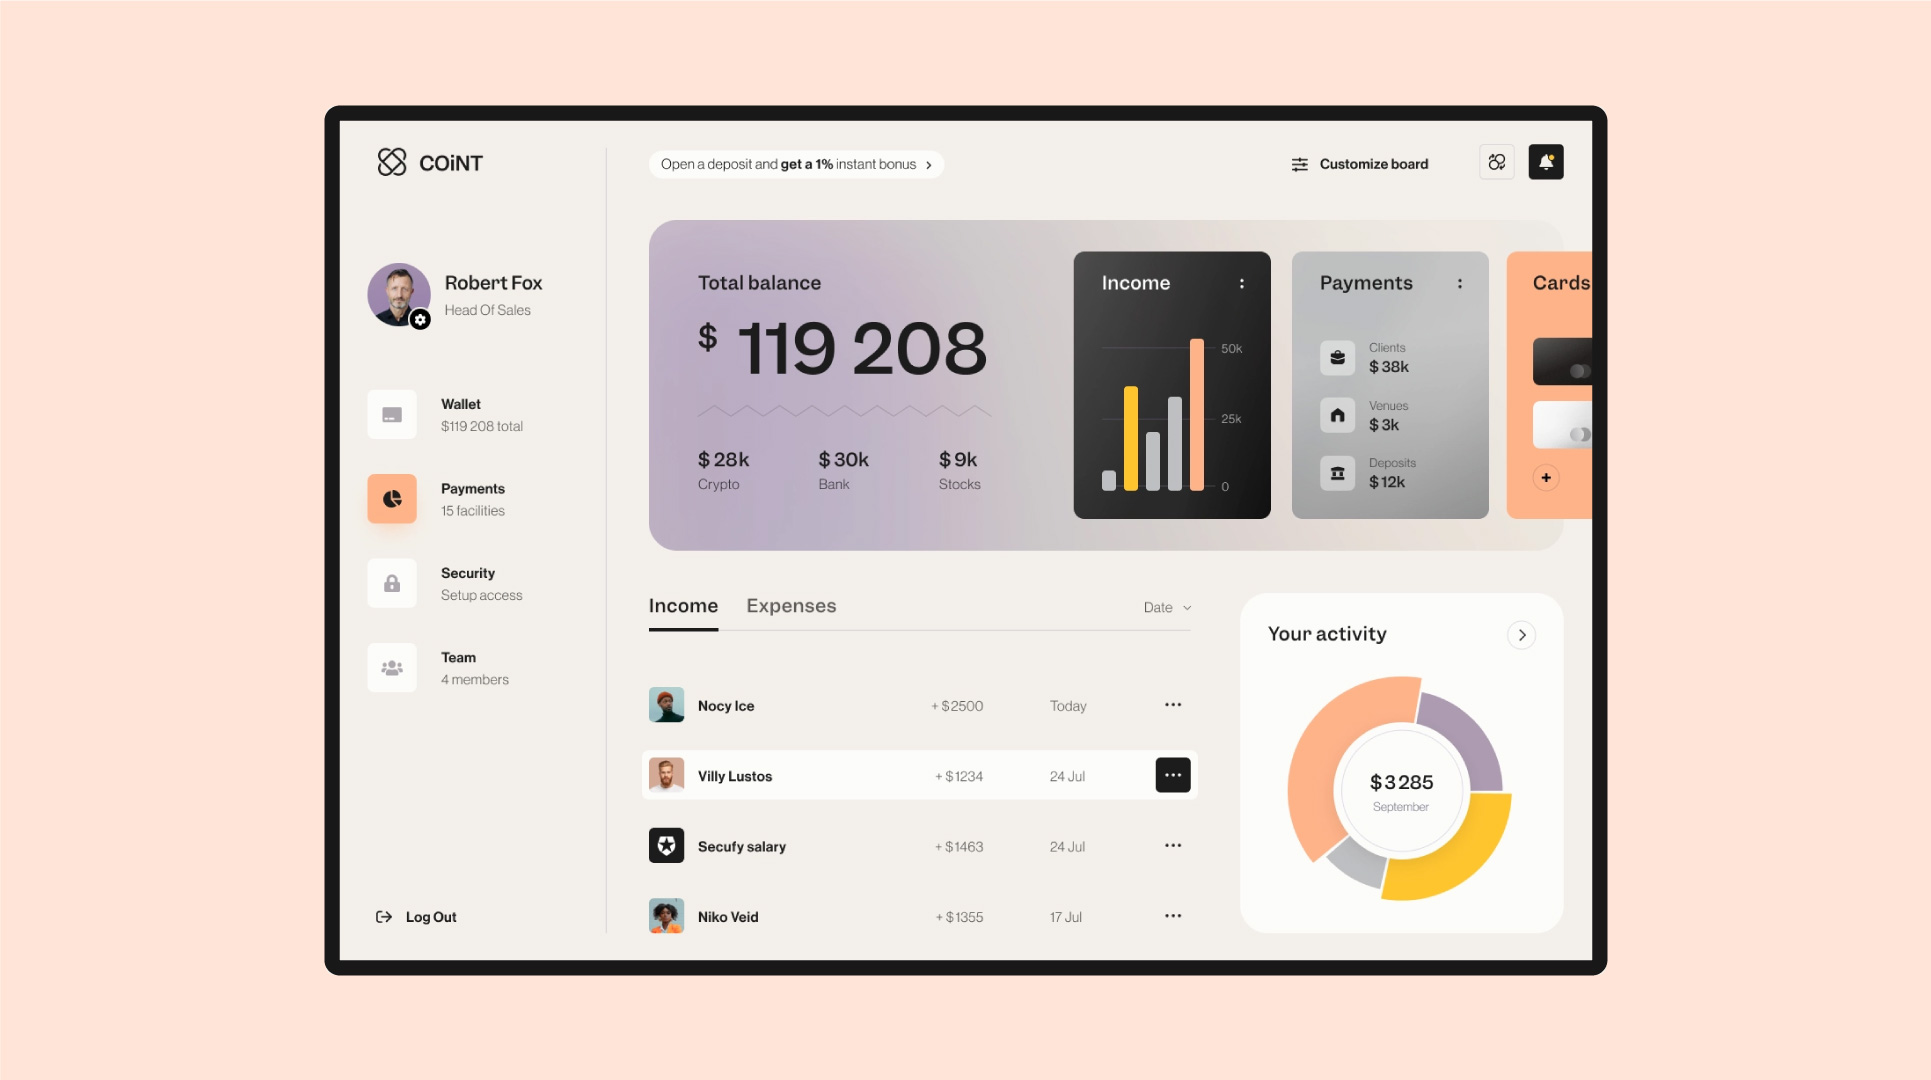 COiNT
Open a deposit and get a 1% instant bonus
Customize board
Robert Fox
Head Of Sales
Wallet
$119 208 total
Payments
15 facilities
Security
Setup access
Team
4 members
Log Out
Total balance
$ 119 208
$ 28k
Crypto
$ 30k
Bank
$ 9k
Stocks
Income
50k
25k
0
Payments
Clients
$ 38k
Venues
$ 3k
Deposits
$ 12k
Cards
Income
Expenses
Date
Nocy Ice
+ $ 2500
Today
Villy Lustos
+ $ 1234
24 Jul
Secufy salary
+ $ 1463
24 Jul
Niko Veid
+ $ 1355
17 Jul
Your activity
$ 3 285
September